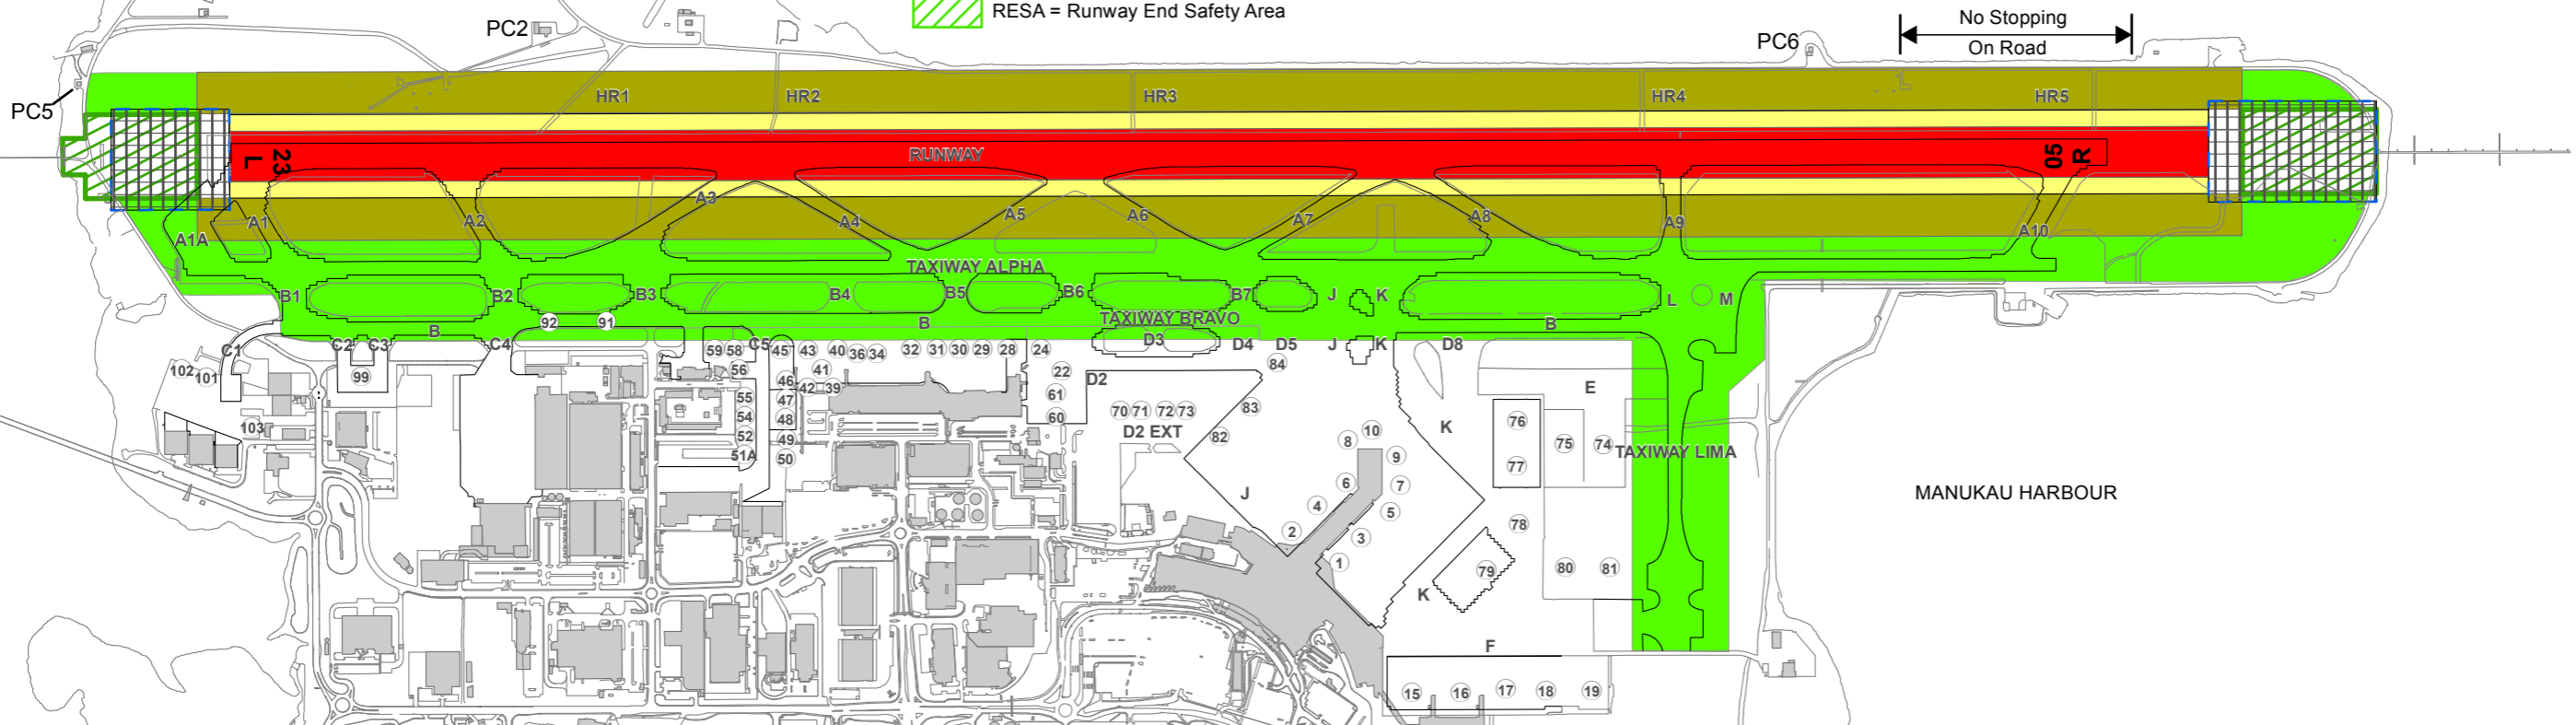 RESA = Runway End Safety Area
No Stopping
On Road
PC2
PC6
PC5
HR1
HR2
HR3
HR4
HR5
RUNWAY
23
L
05
R
A1A
A1
A2
A3
A4
A5
A6
A7
A8
A9
A10
TAXIWAY ALPHA
B1
B2
B3
B4
B5
B6
B7
J
K
L
M
92
91
TAXIWAY BRAVO
B
B
B
C1
C2
C3
C4
C5
D3
D4
D5
J
K
D8
102
101
99
59
58
45
43
40
36
34
32
31
30
29
28
24
84
56
41
22
46
42
39
D2
E
55
47
61
83
54
48
60
70
71
72
73
76
103
52
49
D2 EXT
82
8
10
K
75
74
51A
50
9
77
TAXIWAY LIMA
6
7
J
4
5
MANUKAU HARBOUR
78
2
3
1
79
80
81
K
F
15
16
17
18
19